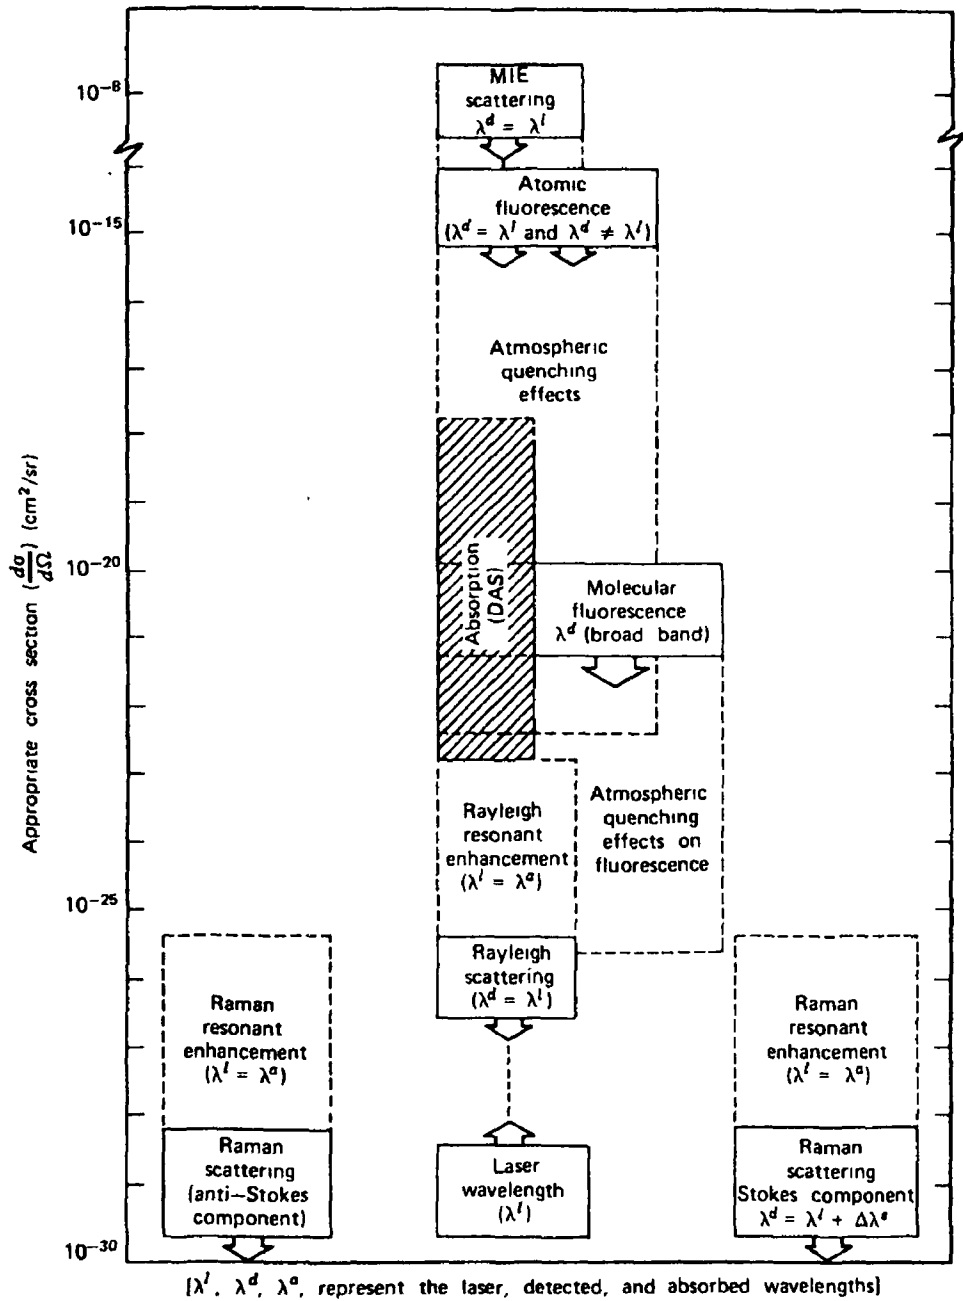 MIE
scattering
λᵈ = λˡ
10⁻⁸
Atomic
fluorescence
(λᵈ = λˡ and λᵈ ≠ λˡ)
10⁻¹⁵
Atmospheric
quenching
effects
Appropriate cross section (dσ/dΩ) (cm²/sr)
10⁻²⁰
Absorption
(DAS)
Molecular
fluorescence
λᵈ (broad band)
Rayleigh
resonant
enhancement
(λˡ = λᵃ)
Atmospheric
quenching
effects on
fluorescence
10⁻²⁵
Rayleigh
scattering
(λᵈ = λˡ)
Raman
resonant
enhancement
(λˡ = λᵃ)
Raman
resonant
enhancement
(λˡ = λᵃ)
Raman
scattering
(anti–Stokes
component)
Laser
wavelength
(λˡ)
Raman
scattering
Stokes component
λᵈ = λˡ + Δλˢ
10⁻³⁰
[λˡ, λᵈ, λᵃ, represent the laser, detected, and absorbed wavelengths]